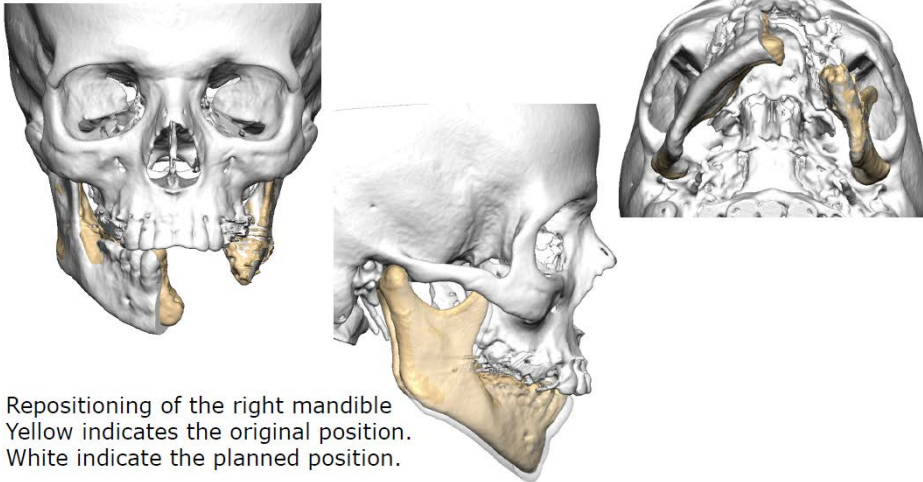 Repositioning of the right mandible
Yellow indicates the original position.
White indicate the planned position.